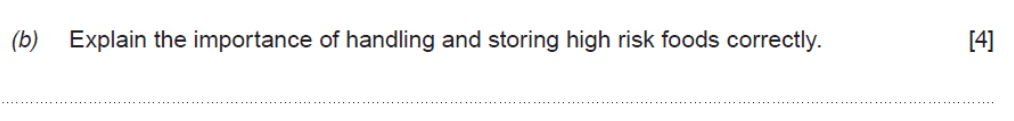 (b) Explain the importance of handling and storing high risk foods correctly. [4]